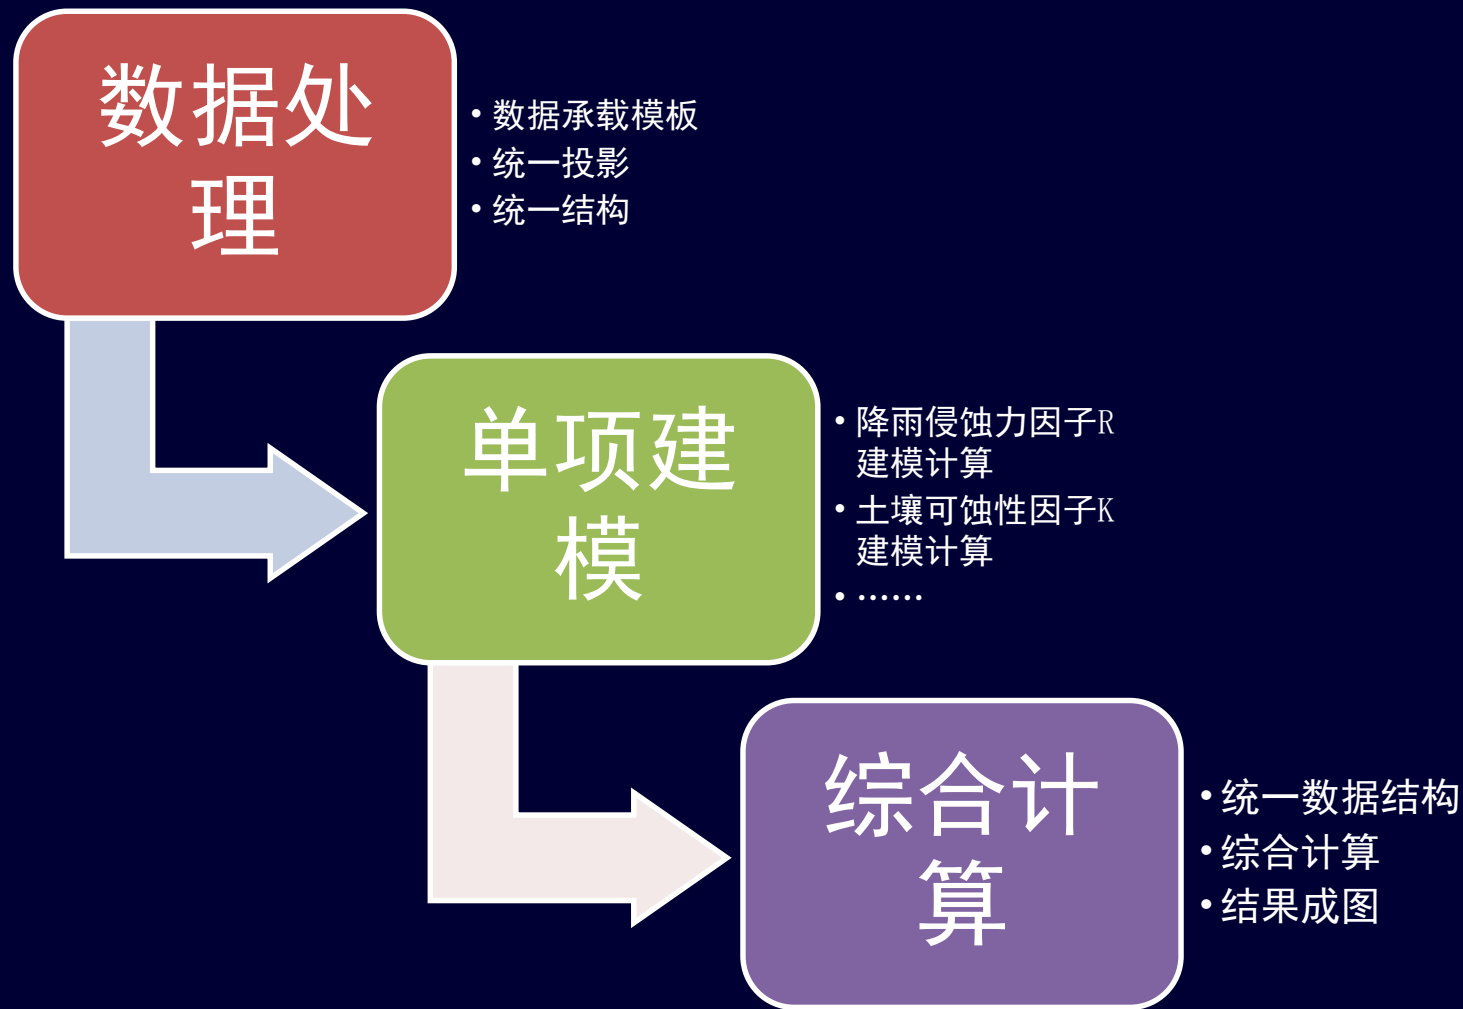 数据处
理
• 数据承载模板
• 统一投影
• 统一结构
单项建
模
• 降雨侵蚀力因子R
建模计算
• 土壤可蚀性因子K
建模计算
• ……
综合计
算
• 统一数据结构
• 综合计算
• 结果成图